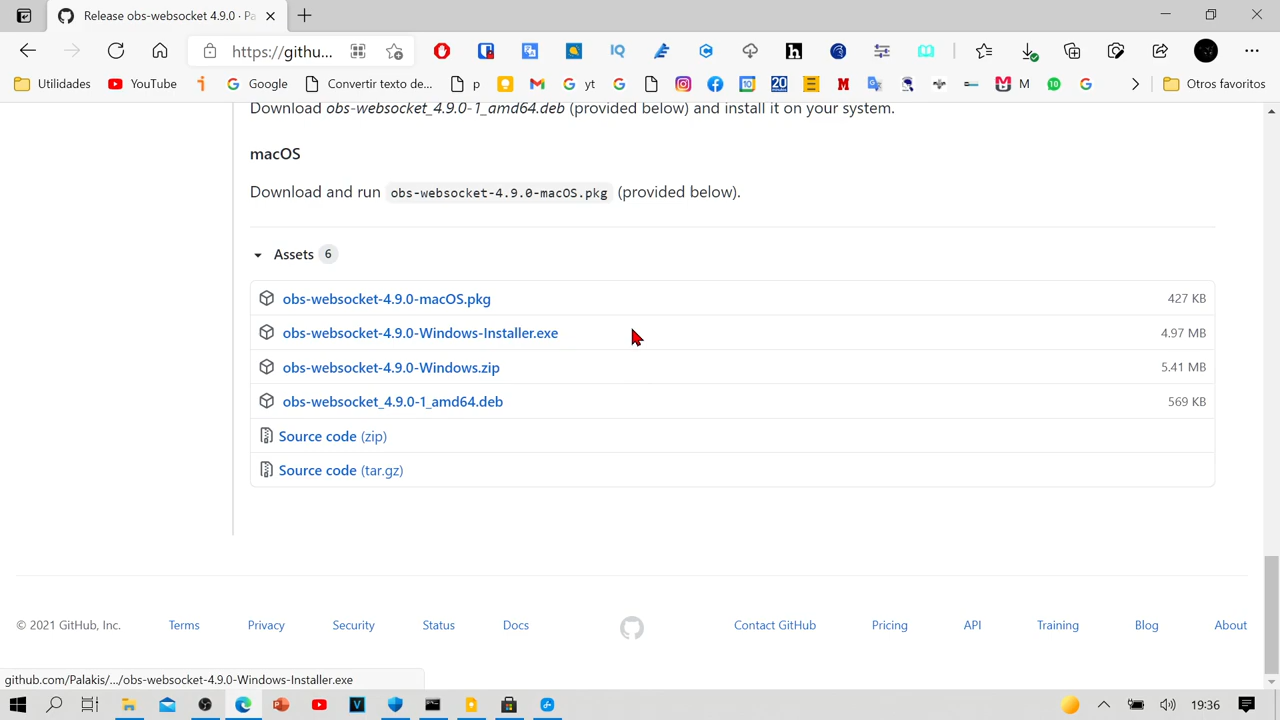 Release obs-websocket 4.9.0 · Pa
https://githu...
Utilidades
YouTube
Google
Convertir texto de...
p
yt
M
Otros favoritos
Download obs-websocket_4.9.0-1_amd64.deb (provided below) and install it on your system.
macOS
Download and run obs-websocket-4.9.0-macOS.pkg (provided below).
Assets 6
obs-websocket-4.9.0-macOS.pkg 427 KB
obs-websocket-4.9.0-Windows-Installer.exe 4.97 MB
obs-websocket-4.9.0-Windows.zip 5.41 MB
obs-websocket_4.9.0-1_amd64.deb 569 KB
Source code (zip)
Source code (tar.gz)
© 2021 GitHub, Inc. Terms Privacy Security Status Docs Contact GitHub Pricing API Training Blog About
github.com/Palakis/.../obs-websocket-4.9.0-Windows-Installer.exe
19:36